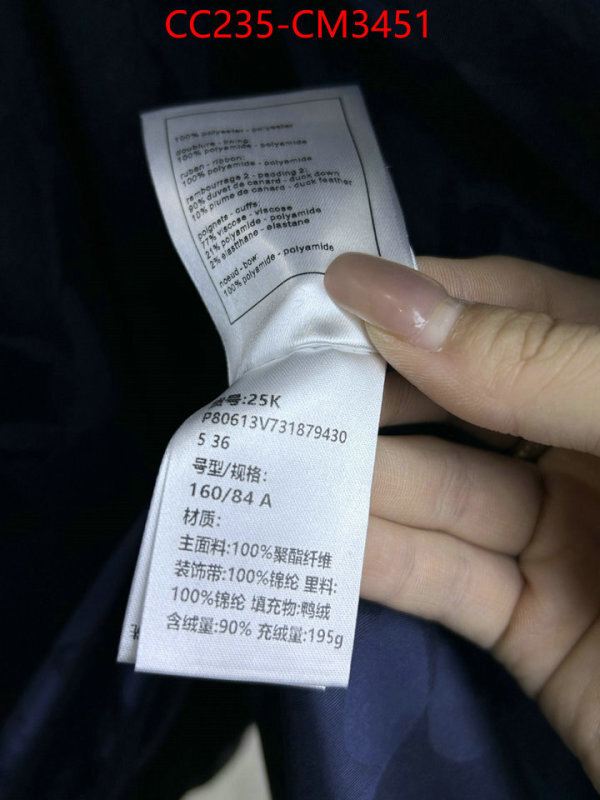 CC235-CM3451
100% polyester - polyester
doublure - lining:
100% polyamide - polyamide
ruban - ribbon:
100% polyamide - polyamide
rembourrage 2 - padding 2:
90% duvet de canard - duck down
10% plume de canard - duck feather
poignets - cuffs:
77% viscose - viscose
21% polyamide - polyamide
2% elasthanne - elastane
noeud - bow:
100% polyamide - polyamide
号:25K
P80613V731879430
5 36
号型/规格:
160/84 A
材质:
主面料:100%聚酯纤维
装饰带:100%锦纶 里料:
100%锦纶 填充物:鸭绒
含绒量:90% 充绒量:195g